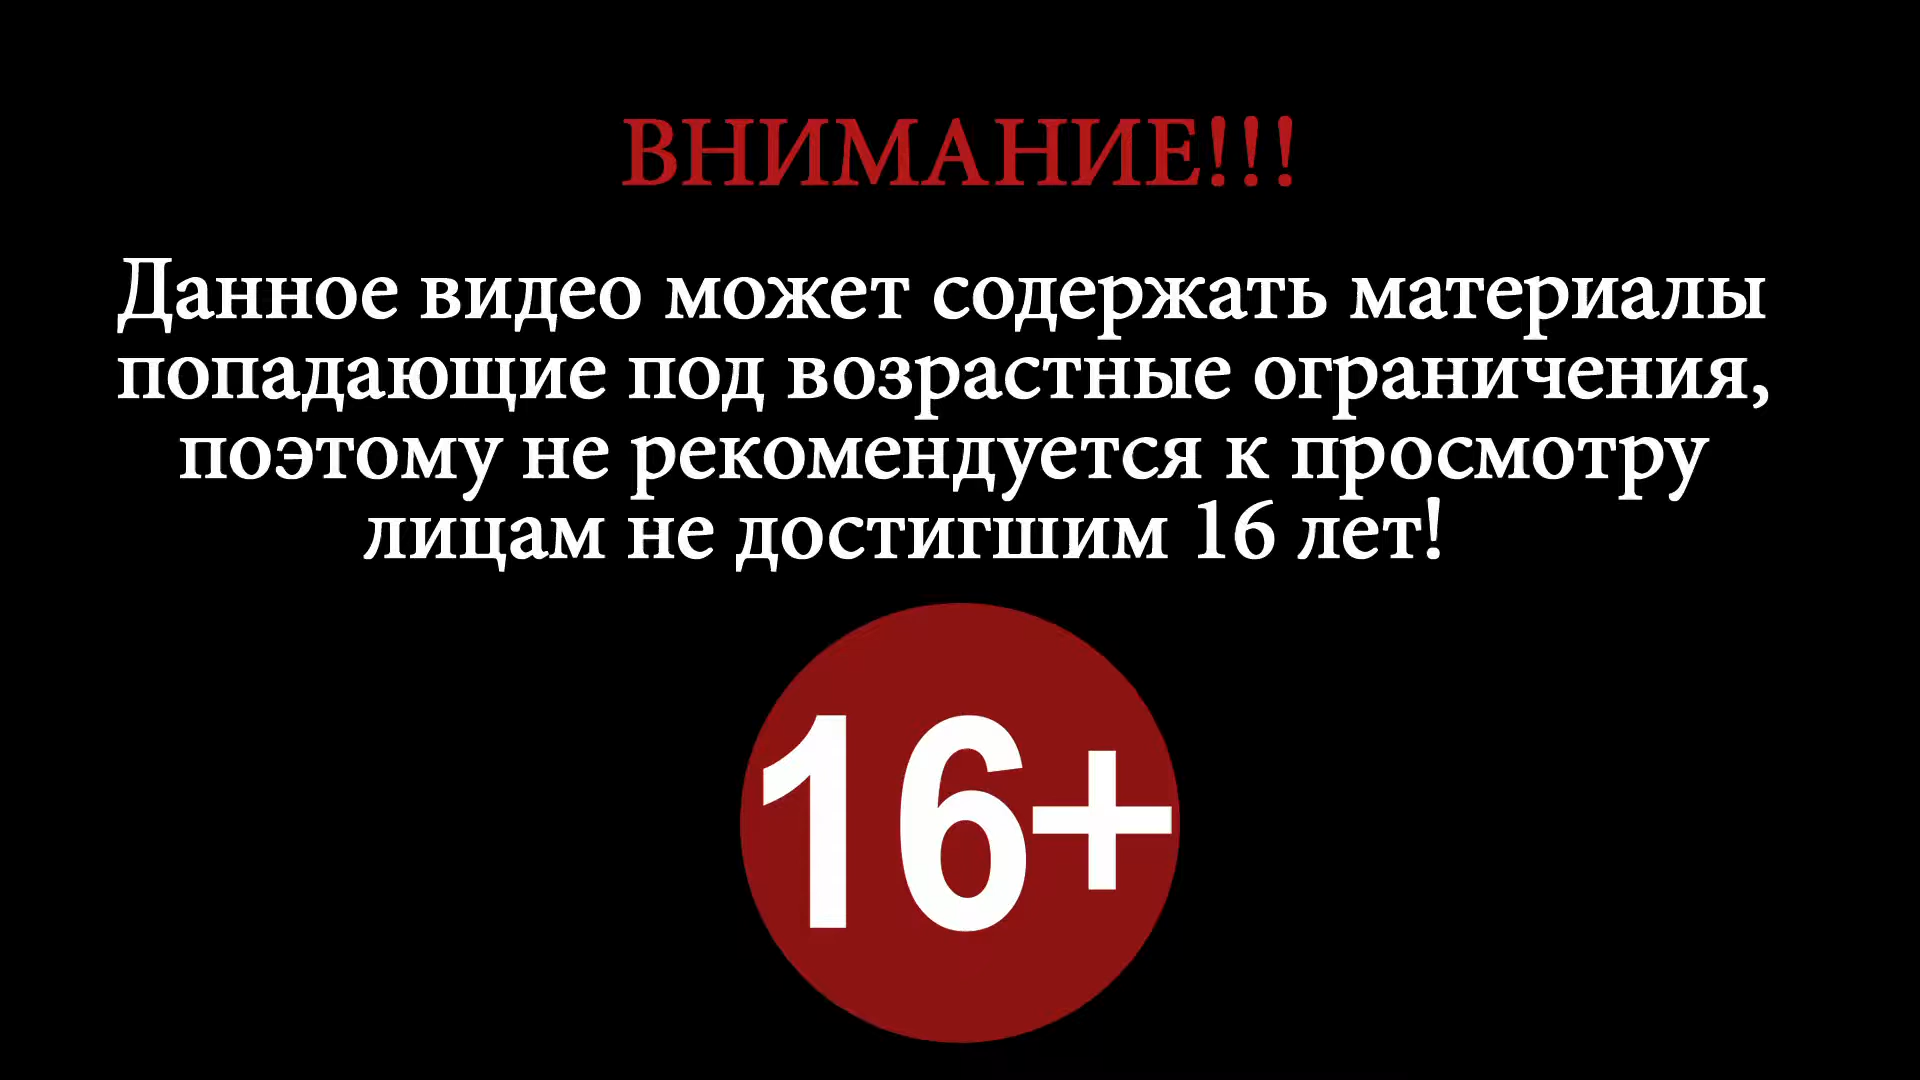 ВНИМАНИЕ!!!
Данное видео может содержать материалы
попадающие под возрастные ограничения,
поэтому не рекомендуется к просмотру
лицам не достигшим 16 лет!
16+